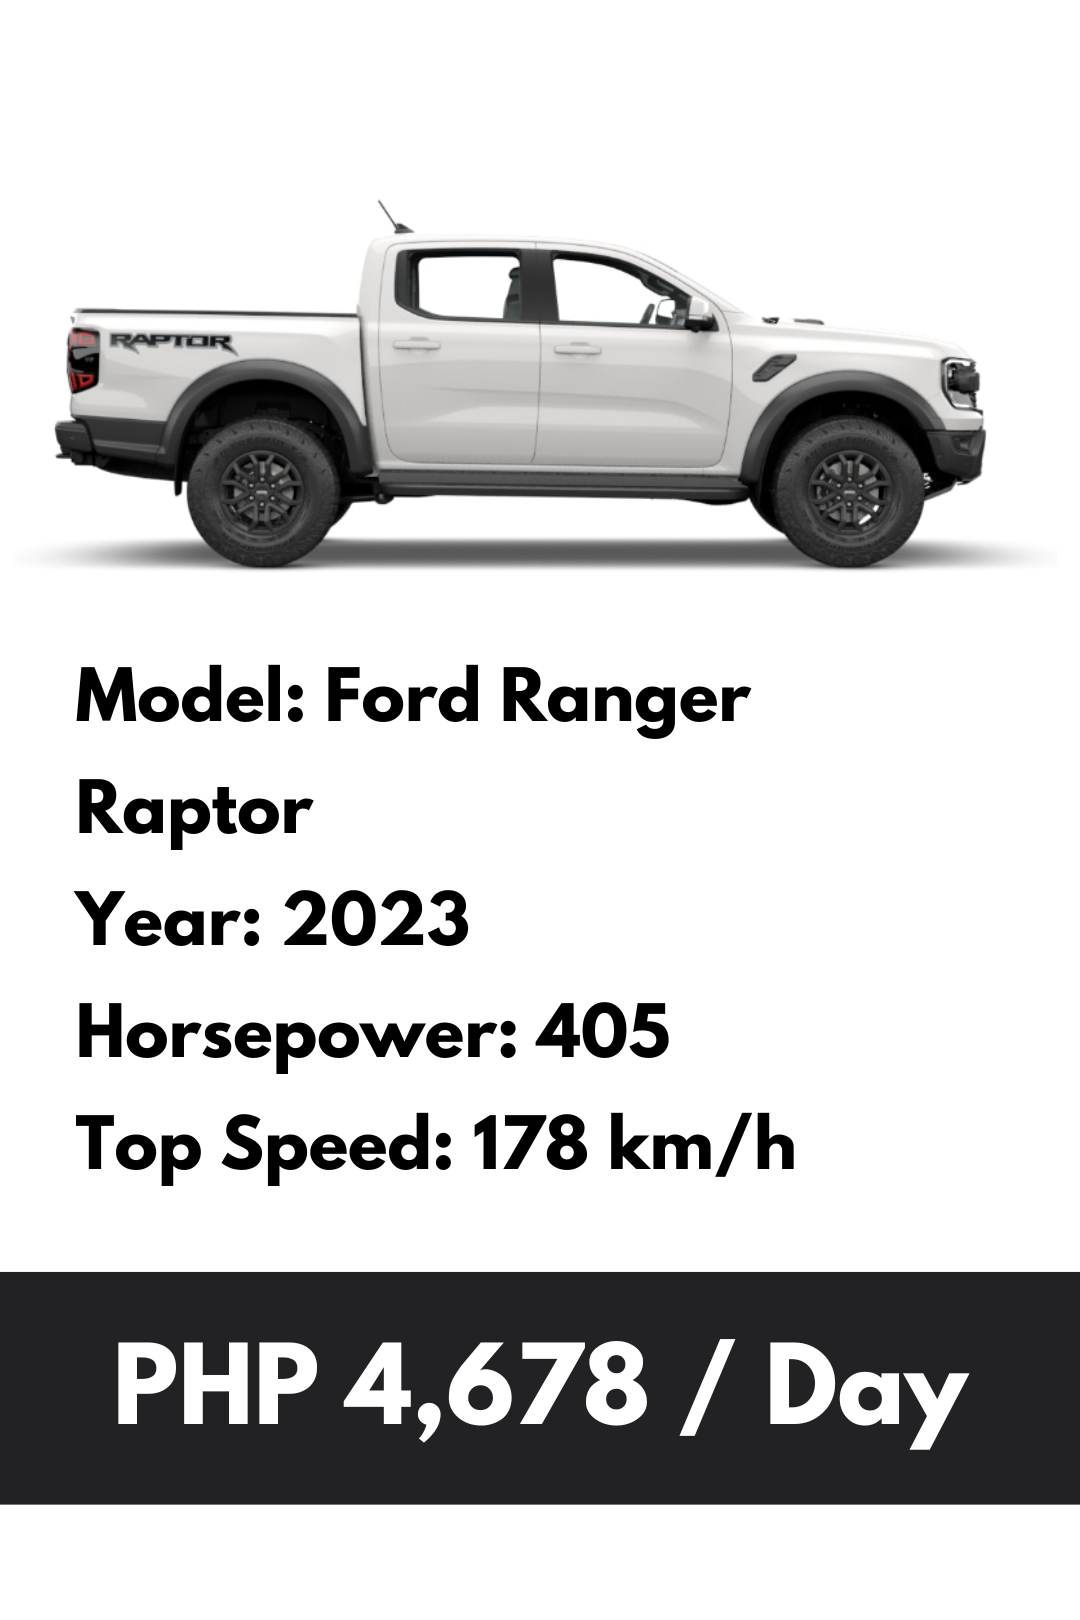 RAPTOR
Model: Ford Ranger
Raptor
Year: 2023
Horsepower: 405
Top Speed: 178 km/h
PHP 4,678 / Day